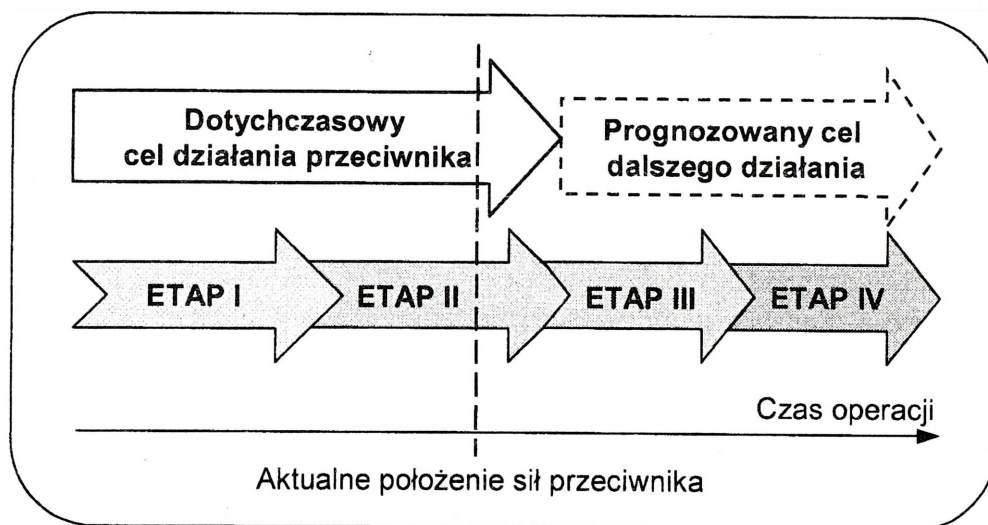 Dotychczasowy
cel działania przeciwnika
Prognozowany cel
dalszego działania
ETAP I
ETAP II
ETAP III
ETAP IV
Czas operacji
Aktualne położenie sił przeciwnika